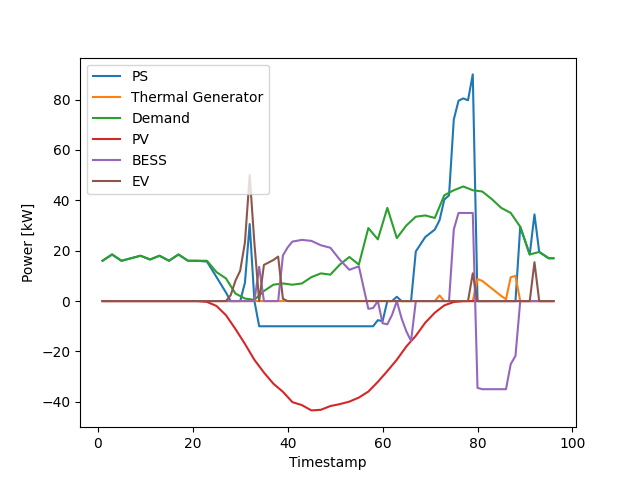 PS
Thermal Generator
Demand
PV
BESS
EV
80
60
40
20
0
−20
−40
Power [kW]
0 20 40 60 80 100
Timestamp